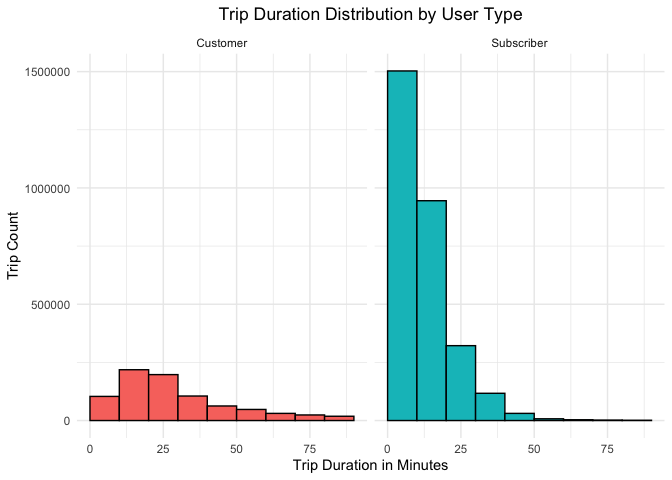 Trip Duration Distribution by User Type
Customer
Subscriber
1500000
1000000
500000
0
Trip Count
0 25 50 75
0 25 50 75
Trip Duration in Minutes